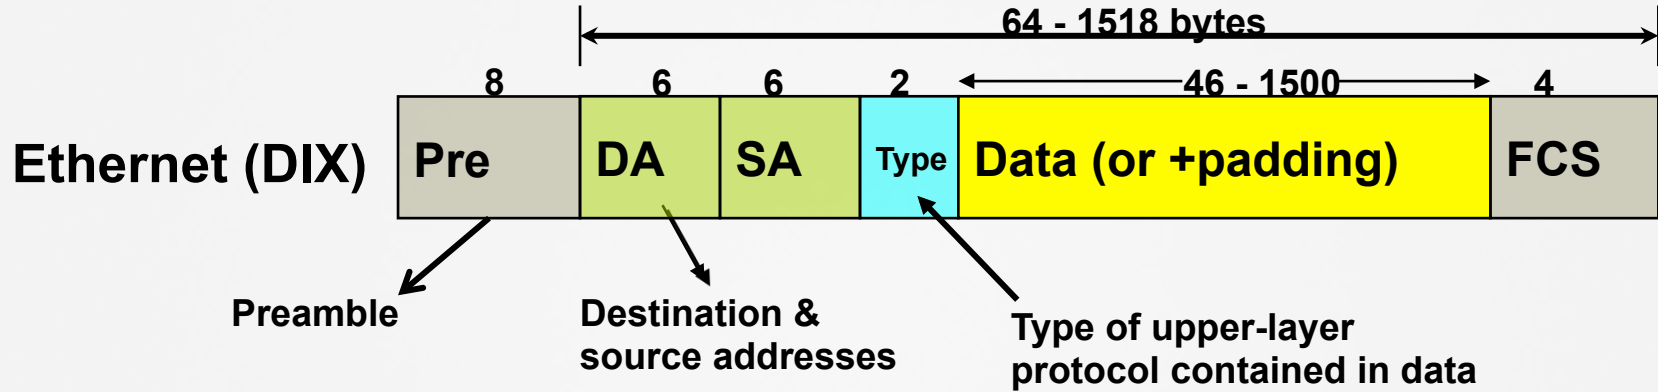 64 - 1518 bytes
8 6 6 2 46 - 1500 4
Ethernet (DIX) Pre DA SA Type Data (or +padding) FCS
Preamble
Destination &
source addresses
Type of upper-layer
protocol contained in data